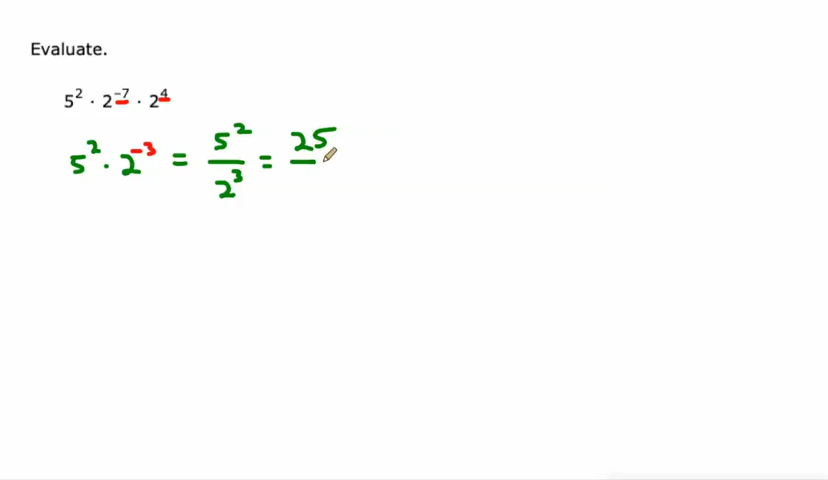 Evaluate.
5² · 2⁻⁷ · 2⁴
5² · 2⁻³ = 5²/2³ = 25